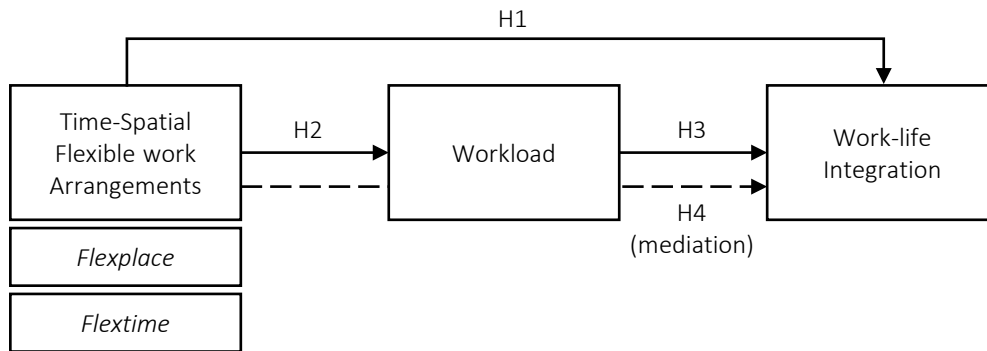 H1
Time-Spatial
Flexible work
Arrangements
H2
Workload
H3
Work-life
Integration
H4
(mediation)
Flexplace
Flextime